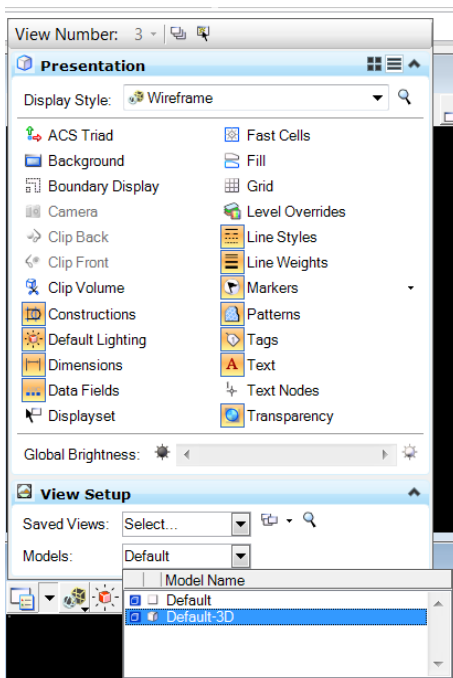 View Number: 3
Presentation
Display Style: Wireframe
ACS Triad Fast Cells
Background Fill
Boundary Display Grid
Camera Level Overrides
Clip Back Line Styles
Clip Front Line Weights
Clip Volume Markers
Constructions Patterns
Default Lighting Tags
Dimensions A Text
Data Fields Text Nodes
Displayset Transparency
Global Brightness:
View Setup
Saved Views: Select...
Models: Default
Model Name
Default
Default-3D